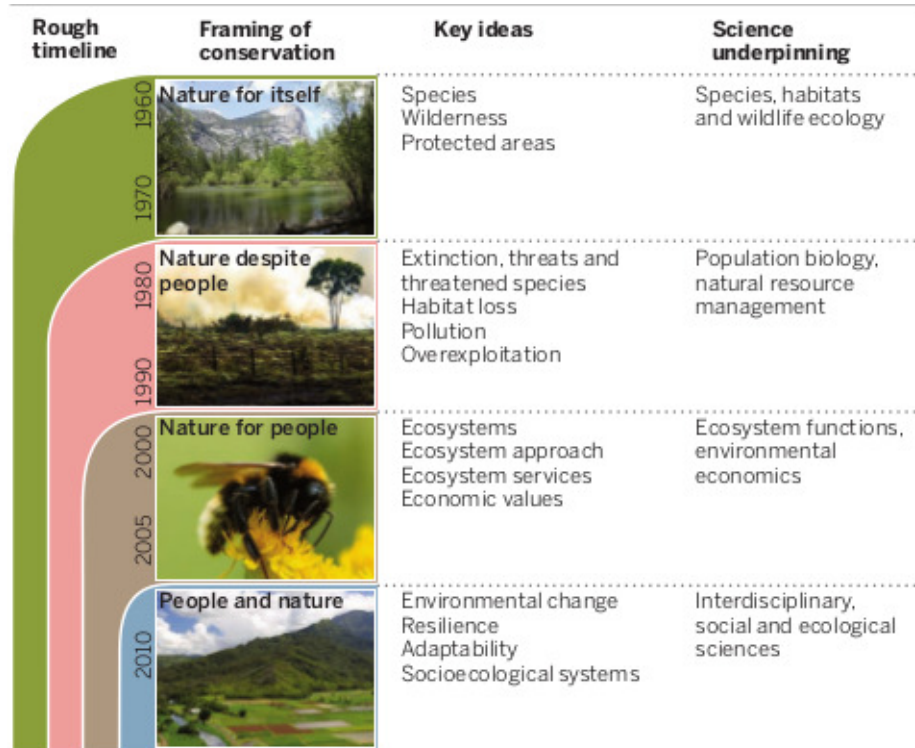 Rough
timeline
Framing of
conservation
Key ideas
Science
underpinning
1960
1970
Nature for itself
Species
Wilderness
Protected areas
Species, habitats
and wildlife ecology
1980
1990
Nature despite
people
Extinction, threats and
threatened species
Habitat loss
Pollution
Overexploitation
Population biology,
natural resource
management
2000
2005
Nature for people
Ecosystems
Ecosystem approach
Ecosystem services
Economic values
Ecosystem functions,
environmental
economics
2010
People and nature
Environmental change
Resilience
Adaptability
Socioecological systems
Interdisciplinary,
social and ecological
sciences